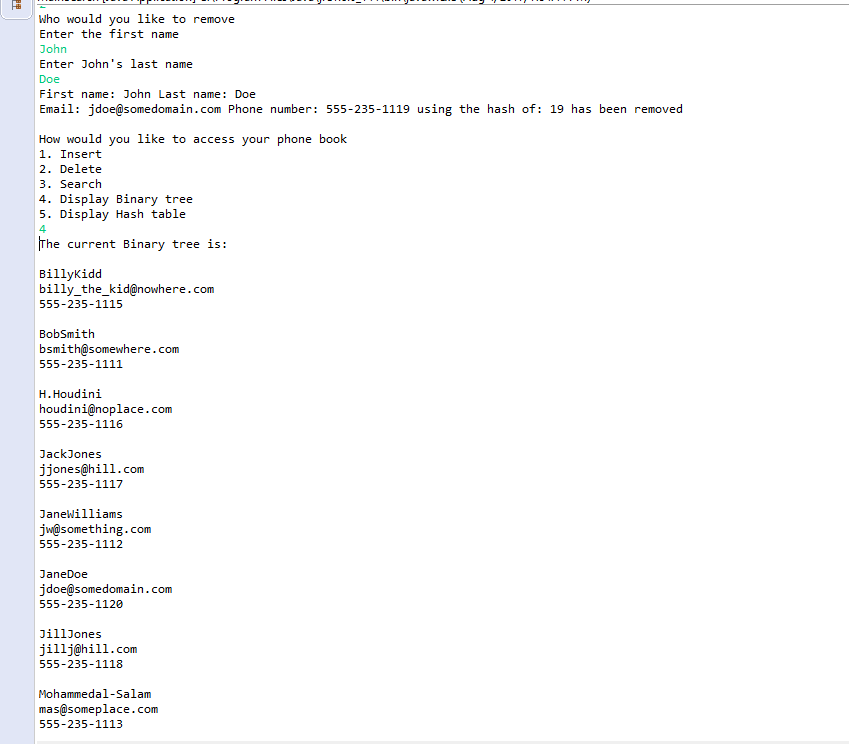 Who would you like to remove
Enter the first name
John
Enter John's last name
Doe
First name: John Last name: Doe
Email: jdoe@somedomain.com Phone number: 555-235-1119 using the hash of: 19 has been removed
How would you like to access your phone book
1. Insert
2. Delete
3. Search
4. Display Binary tree
5. Display Hash table
4
The current Binary tree is:
BillyKidd
billy_the_kid@nowhere.com
555-235-1115
BobSmith
bsmith@somewhere.com
555-235-1111
H.Houdini
houdini@noplace.com
555-235-1116
JackJones
jjones@hill.com
555-235-1117
JaneWilliams
jw@something.com
555-235-1112
JaneDoe
jdoe@somedomain.com
555-235-1120
JillJones
jillj@hill.com
555-235-1118
Mohammedal-Salam
mas@someplace.com
555-235-1113